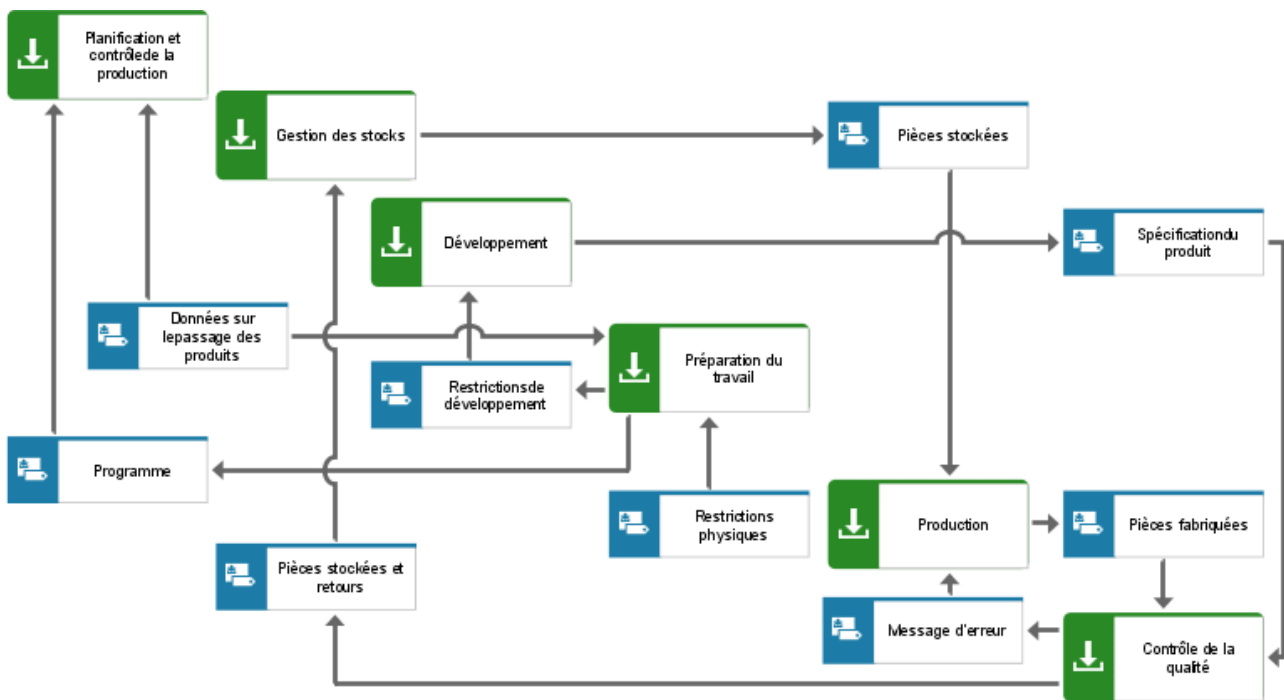 Planification et
contrôlede la
production
Gestion des stocks
Pièces stockées
Développement
Spécificationdu
produit
Données sur
lepassage des
produits
Préparation du
travail
Restrictionsde
développement
Programme
Restrictions
physiques
Production
Pièces fabriquées
Pièces stockées et
retours
Message d'erreur
Contrôle de la
qualité